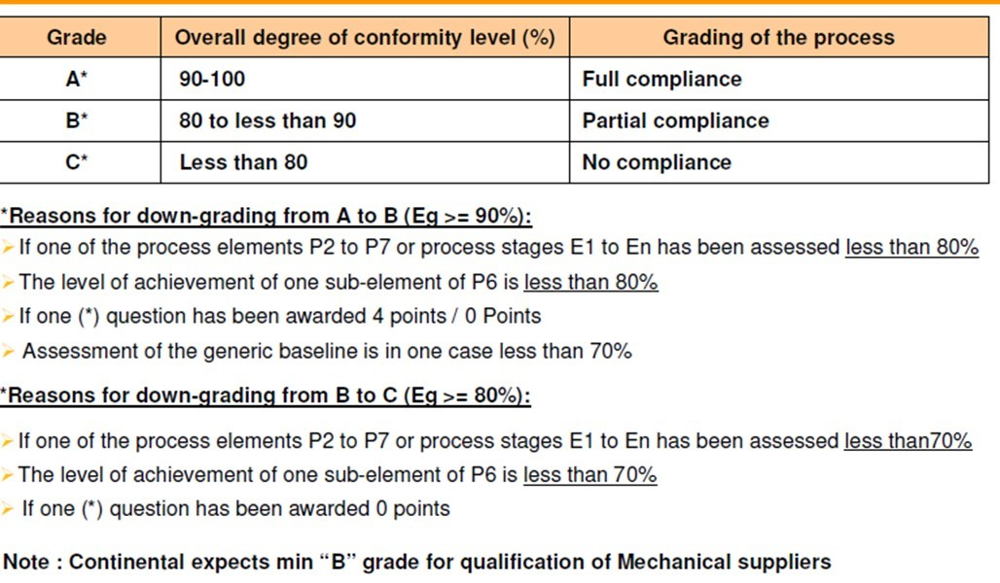 Grade Overall degree of conformity level (%) Grading of the process
A* 90-100 Full compliance
B* 80 to less than 90 Partial compliance
C* Less than 80 No compliance
*Reasons for down-grading from A to B (Eg >= 90%):
➢ If one of the process elements P2 to P7 or process stages E1 to En has been assessed less than 80%
➢ The level of achievement of one sub-element of P6 is less than 80%
➢ If one (*) question has been awarded 4 points / 0 Points
➢ Assessment of the generic baseline is in one case less than 70%
*Reasons for down-grading from B to C (Eg >= 80%):
➢ If one of the process elements P2 to P7 or process stages E1 to En has been assessed less than70%
➢ The level of achievement of one sub-element of P6 is less than 70%
➢ If one (*) question has been awarded 0 points
Note : Continental expects min “B” grade for qualification of Mechanical suppliers